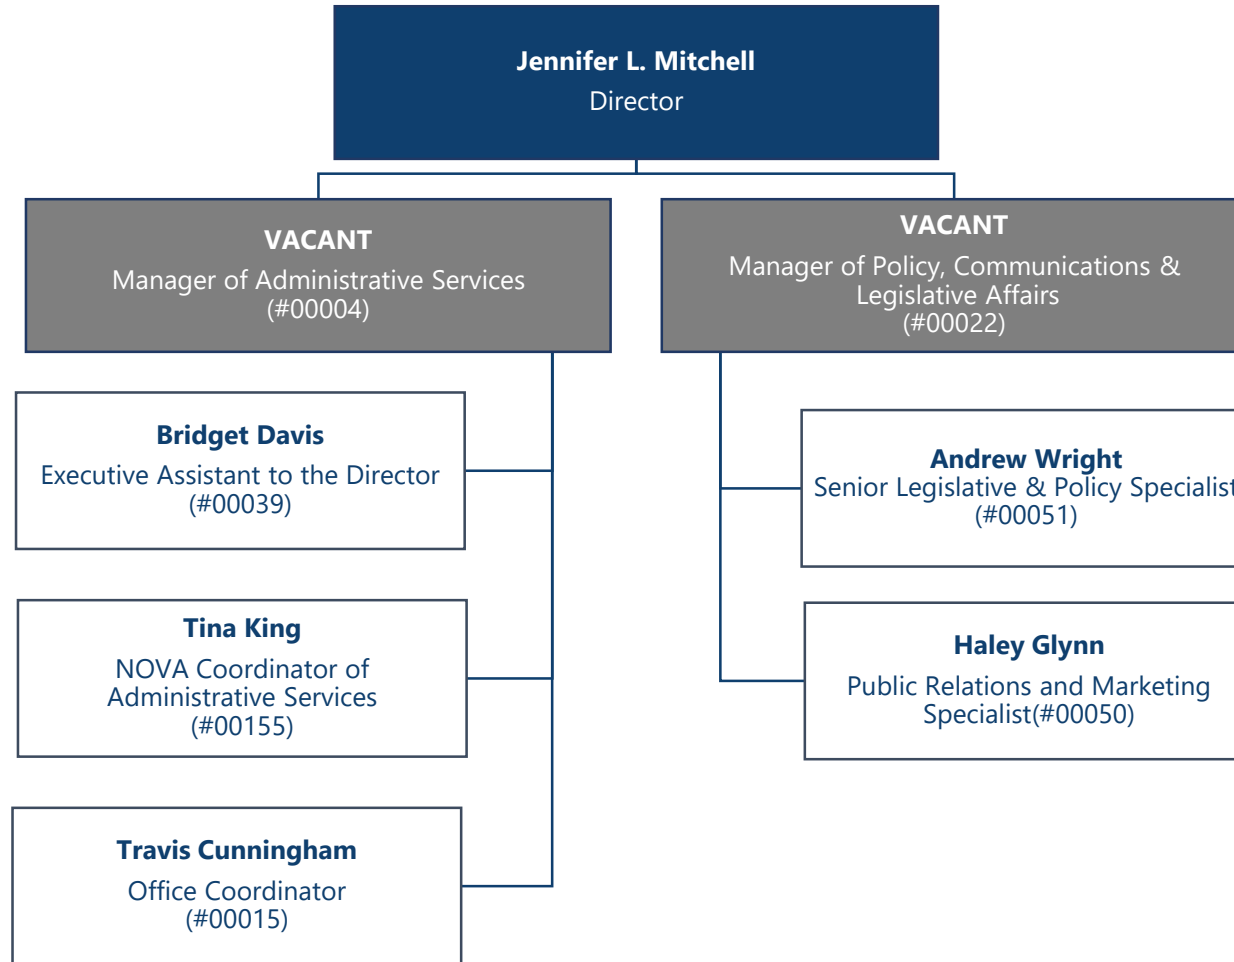 Jennifer L. Mitchell
Director
VACANT
Manager of Administrative Services
(#00004)
VACANT
Manager of Policy, Communications &
Legislative Affairs
(#00022)
Bridget Davis
Executive Assistant to the Director
(#00039)
Tina King
NOVA Coordinator of
Administrative Services
(#00155)
Travis Cunningham
Office Coordinator
(#00015)
Andrew Wright
Senior Legislative & Policy Specialist
(#00051)
Haley Glynn
Public Relations and Marketing
Specialist(#00050)